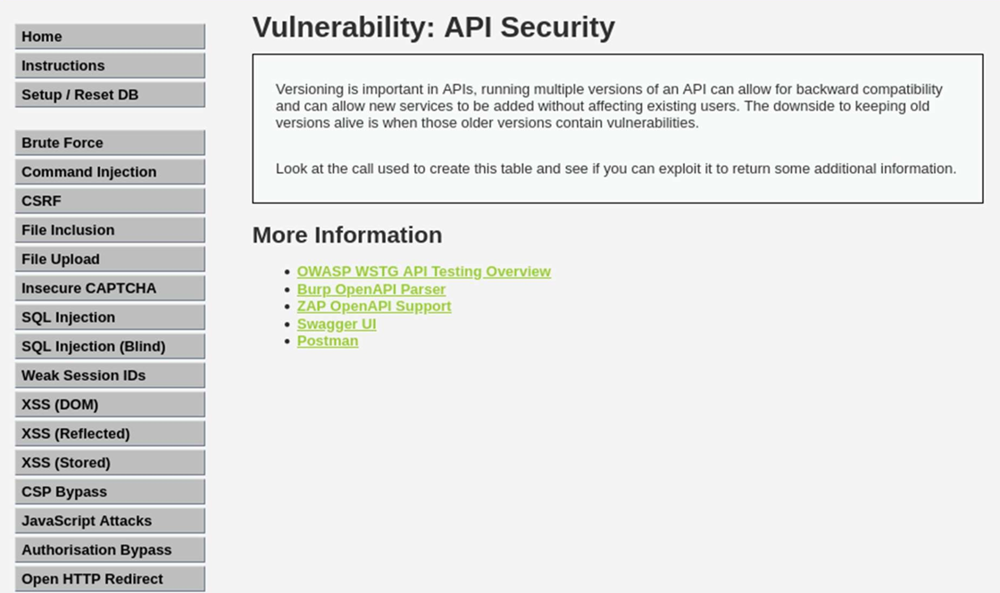 Home
Instructions
Setup / Reset DB
Brute Force
Command Injection
CSRF
File Inclusion
File Upload
Insecure CAPTCHA
SQL Injection
SQL Injection (Blind)
Weak Session IDs
XSS (DOM)
XSS (Reflected)
XSS (Stored)
CSP Bypass
JavaScript Attacks
Authorisation Bypass
Open HTTP Redirect
Vulnerability: API Security
Versioning is important in APIs, running multiple versions of an API can allow for backward compatibility
and can allow new services to be added without affecting existing users. The downside to keeping old
versions alive is when those older versions contain vulnerabilities.
Look at the call used to create this table and see if you can exploit it to return some additional information.
More Information
• OWASP WSTG API Testing Overview
• Burp OpenAPI Parser
• ZAP OpenAPI Support
• Swagger UI
• Postman